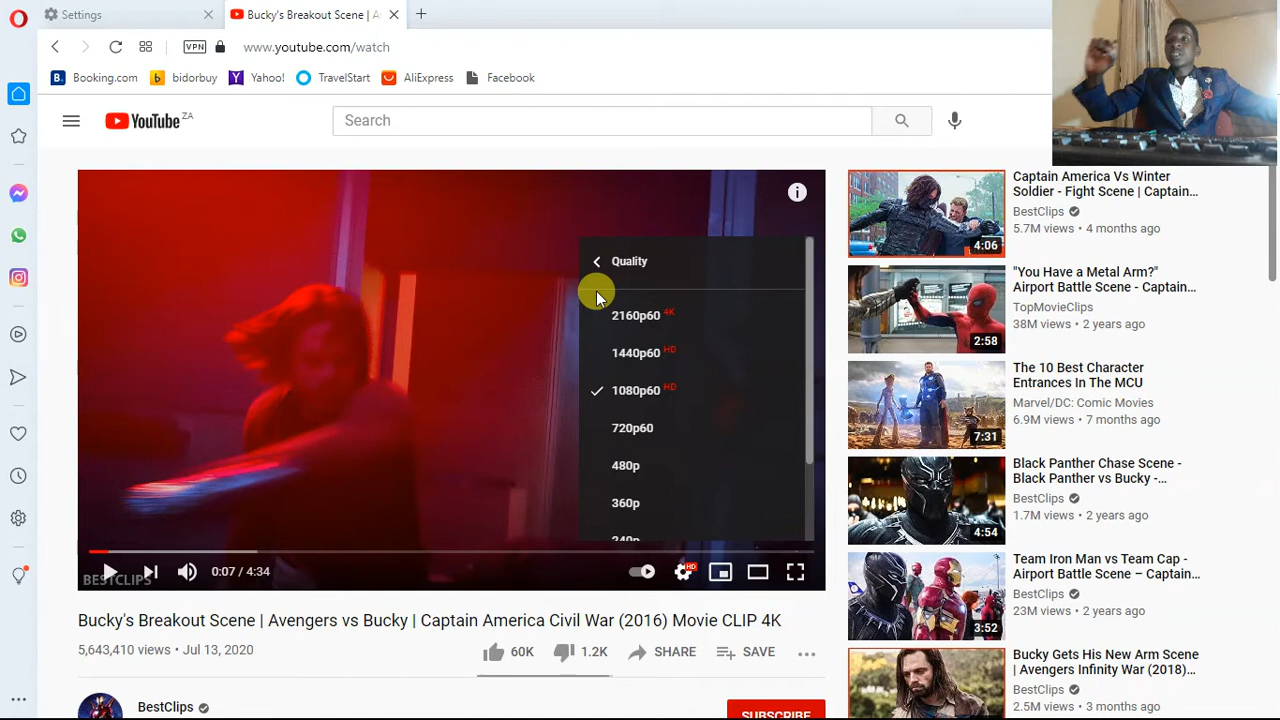 Settings
Bucky's Breakout Scene | A
VPN
www.youtube.com/watch
B. Booking.com
b bidorbuy
Y Yahoo!
TravelStart
AliExpress
Facebook
YouTube ZA
Search
i
Quality
2160p60 4K
1440p60 HD
1080p60 HD
720p60
480p
360p
240p
BESTCLIPS
0:07 / 4:34
HD
Bucky's Breakout Scene | Avengers vs Bucky | Captain America Civil War (2016) Movie CLIP 4K
5,643,410 views • Jul 13, 2020
60K
1.2K
SHARE
SAVE
BestClips
SUBSCRIBE
4:06
Captain America Vs Winter
Soldier - Fight Scene | Captain...
BestClips
5.7M views • 4 months ago
2:58
"You Have a Metal Arm?"
Airport Battle Scene - Captain...
TopMovieClips
38M views • 2 years ago
7:31
The 10 Best Character
Entrances In The MCU
Marvel/DC: Comic Movies
6.9M views • 7 months ago
4:54
Black Panther Chase Scene -
Black Panther vs Bucky -...
BestClips
1.7M views • 2 years ago
3:52
Team Iron Man vs Team Cap -
Airport Battle Scene – Captain...
BestClips
23M views • 2 years ago
Bucky Gets His New Arm Scene
| Avengers Infinity War (2018)...
BestClips
2.5M views • 3 months ago